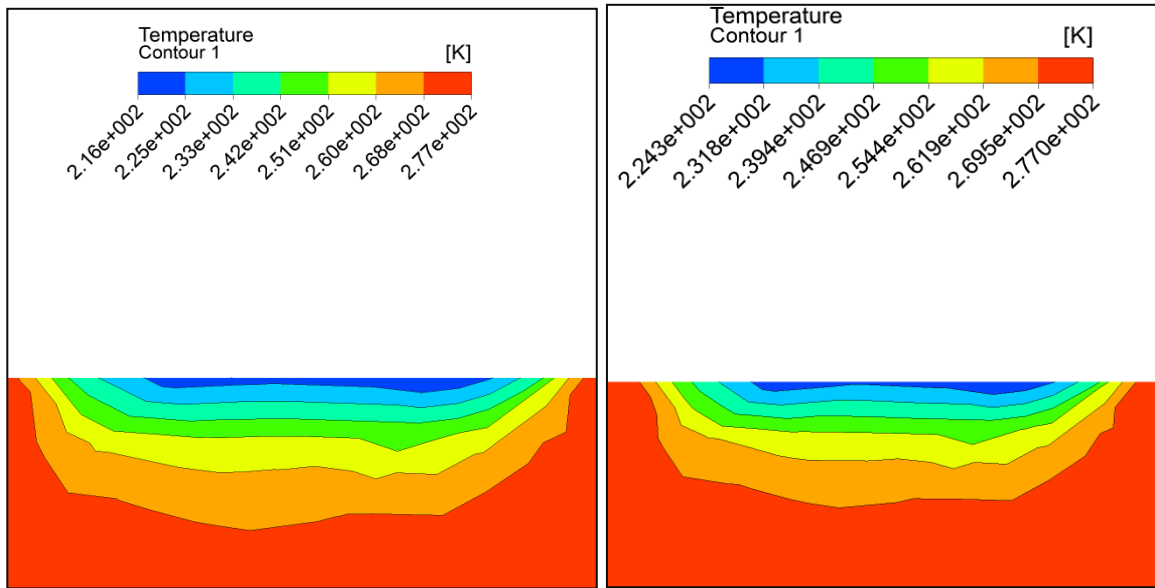 Temperature
Contour 1
[K]
2.16e+002
2.25e+002
2.33e+002
2.42e+002
2.51e+002
2.60e+002
2.68e+002
2.77e+002
Temperature
Contour 1
[K]
2.243e+002
2.318e+002
2.394e+002
2.469e+002
2.544e+002
2.619e+002
2.695e+002
2.770e+002